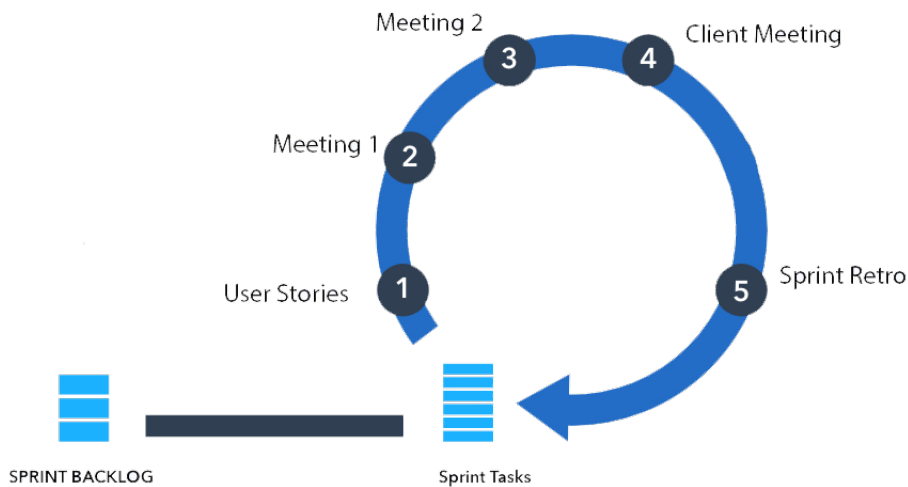 Meeting 2
3
4
Client Meeting
Meeting 1
2
User Stories
1
5
Sprint Retro
SPRINT BACKLOG
Sprint Tasks